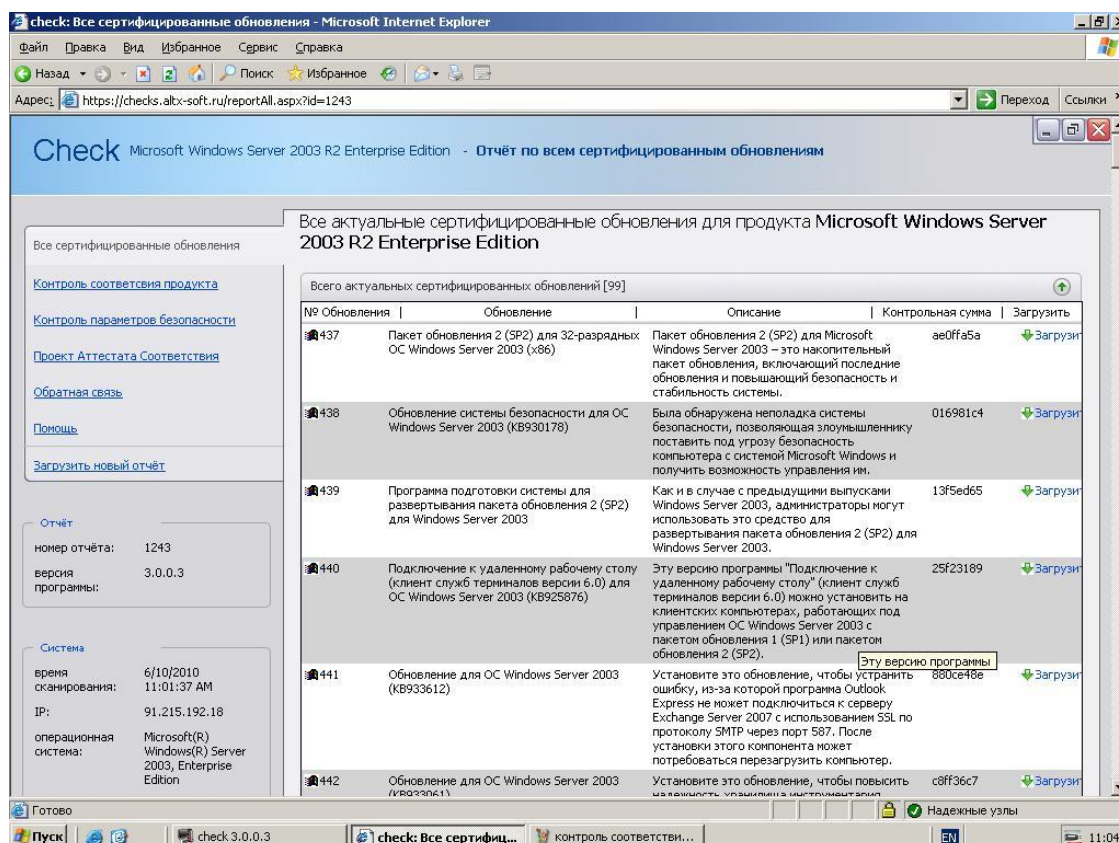 check: Все сертифицированные обновления - Microsoft Internet Explorer
Файл Правка Вид Избранное Сервис Справка
Назад Поиск Избранное
Адрес: https://checks.altx-soft.ru/reportAll.aspx?id=1243 Переход Ссылки
Check Microsoft Windows Server 2003 R2 Enterprise Edition - Отчёт по всем сертифицированным обновлениям
Все сертифицированные обновления
Контроль соответсвия продукта
Контроль параметров безопасности
Проект Аттестата Соответствия
Обратная связь
Помощь
Загрузить новый отчёт
Отчёт
номер отчёта: 1243
версия программы: 3.0.0.3
Система
время сканирования: 6/10/2010 11:01:37 AM
IP: 91.215.192.18
операционная система: Microsoft(R) Windows(R) Server 2003, Enterprise Edition
Все актуальные сертифицированные обновления для продукта Microsoft Windows Server
2003 R2 Enterprise Edition
Всего актуальных сертифицированных обновлений [99]
№ Обновления | Обновление | Описание | Контрольная сумма | Загрузить
437 Пакет обновления 2 (SP2) для 32-разрядных Пакет обновления 2 (SP2) для Microsoft ae0ffa5a Загрузит
ОС Windows Server 2003 (x86) Windows Server 2003 – это накопительный
пакет обновления, включающий последние
обновления и повышающий безопасность и
стабильность системы.
438 Обновление системы безопасности для ОС Была обнаружена неполадка системы 016981c4 Загрузит
Windows Server 2003 (KB930178) безопасности, позволяющая злоумышленнику
поставить под угрозу безопасность
компьютера с системой Microsoft Windows и
получить возможность управления им.
439 Программа подготовки системы для Как и в случае с предыдущими выпусками 13f5ed65 Загрузит
развертывания пакета обновления 2 (SP2) Windows Server 2003, администраторы могут
для Windows Server 2003 использовать это средство для
развертывания пакета обновления 2 (SP2) для
Windows Server 2003.
440 Подключение к удаленному рабочему столу Эту версию программы "Подключение к 25f23189 Загрузит
(клиент служб терминалов версии 6.0) для удаленному рабочему столу" (клиент служб
ОС Windows Server 2003 (KB925876) терминалов версии 6.0) можно установить на
клиентских компьютерах, работающих под
управлением ОС Windows Server 2003 с
пакетом обновления 1 (SP1) или пакетом
обновления 2 (SP2).
Эту версию программы
441 Обновление для ОС Windows Server 2003 Установите это обновление, чтобы устранить 880ce48e Загрузит
(KB933612) ошибку, из-за которой программа Outlook
Express не может подключиться к серверу
Exchange Server 2007 с использованием SSL по
протоколу SMTP через порт 587. После
установки этого компонента может
потребоваться перезагрузить компьютер.
442 Обновление для ОС Windows Server 2003 Установите это обновление, чтобы повысить c8ff36c7 Загрузит
(KB933061) надежность хранилища инструментария
Готово Надежные узлы
Пуск check 3.0.0.3 check: Все сертифиц... контроль соответстви... EN 11:04